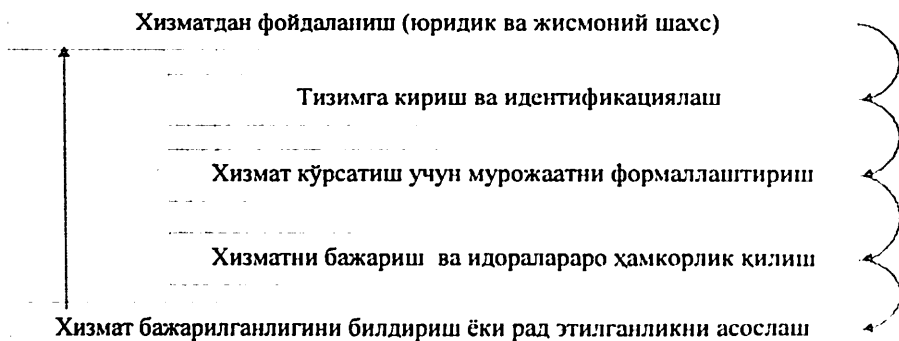 Хизматдан фойдаланиш (юридик ва жисмоний шахс)
Тизимга кириш ва идентификациялаш
Хизмат кўрсатиш учун мурожаатни формаллаштириш
Хизматни бажариш ва идоралараро ҳамкорлик қилиш
Хизмат бажарилганлигини билдириш ёки рад этилганликни асослаш